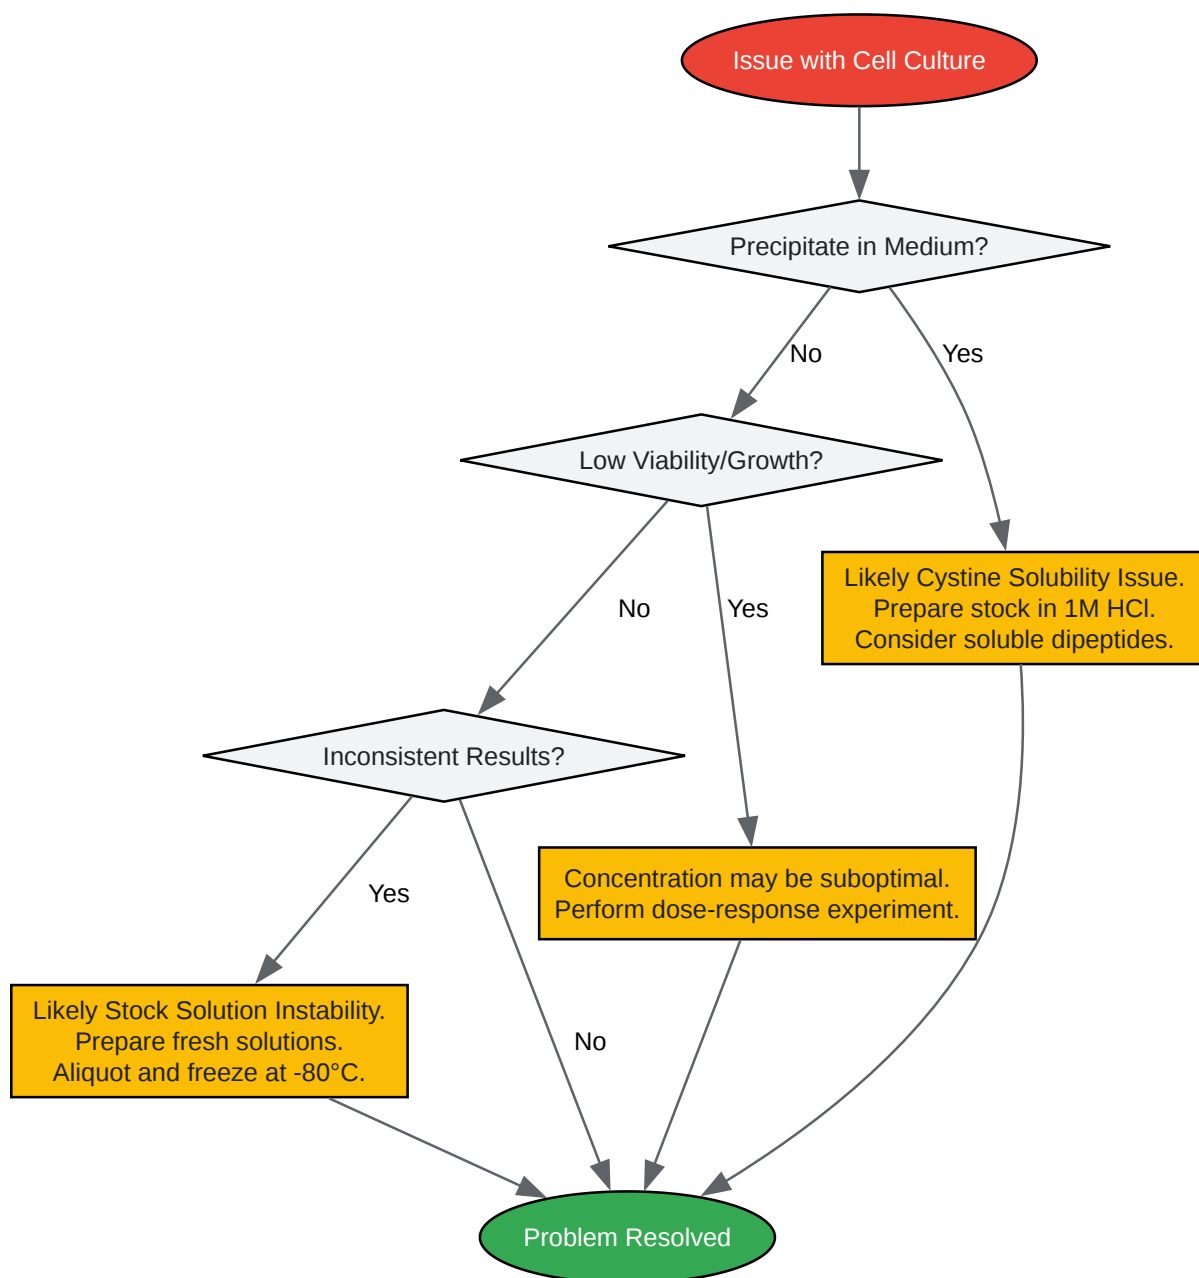 Issue with Cell Culture
Precipitate in Medium?
No
Yes
Low Viability/Growth?
Likely Cystine Solubility Issue.
Prepare stock in 1M HCl.
Consider soluble dipeptides.
No
Yes
Inconsistent Results?
Concentration may be suboptimal.
Perform dose-response experiment.
Yes
Likely Stock Solution Instability.
Prepare fresh solutions.
Aliquot and freeze at -80°C.
No
Problem Resolved